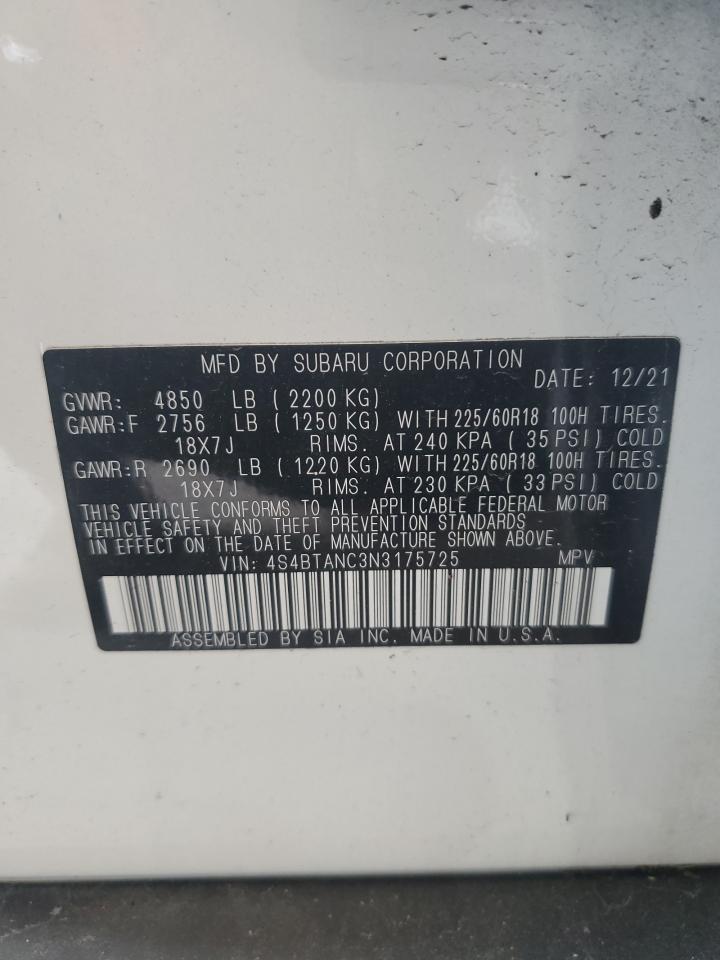 MFD BY SUBARU CORPORATION
DATE: 12/21
GVWR: 4850 LB (2200 KG)
GAWR:F 2756 LB (1250 KG) WITH 225/60R18 100H TIRES.
18X7J RIMS. AT 240 KPA (35 PSI) COLD
GAWR:R 2690 LB (1220 KG) WITH 225/60R18 100H TIRES.
18X7J RIMS. AT 230 KPA (33 PSI) COLD
THIS VEHICLE CONFORMS TO ALL APPLICABLE FEDERAL MOTOR
VEHICLE SAFETY AND THEFT PREVENTION STANDARDS
IN EFFECT ON THE DATE OF MANUFACTURE SHOWN ABOVE.
VIN: 4S4BTANC3N3175725 MPV
ASSEMBLED BY SIA INC. MADE IN U.S.A.